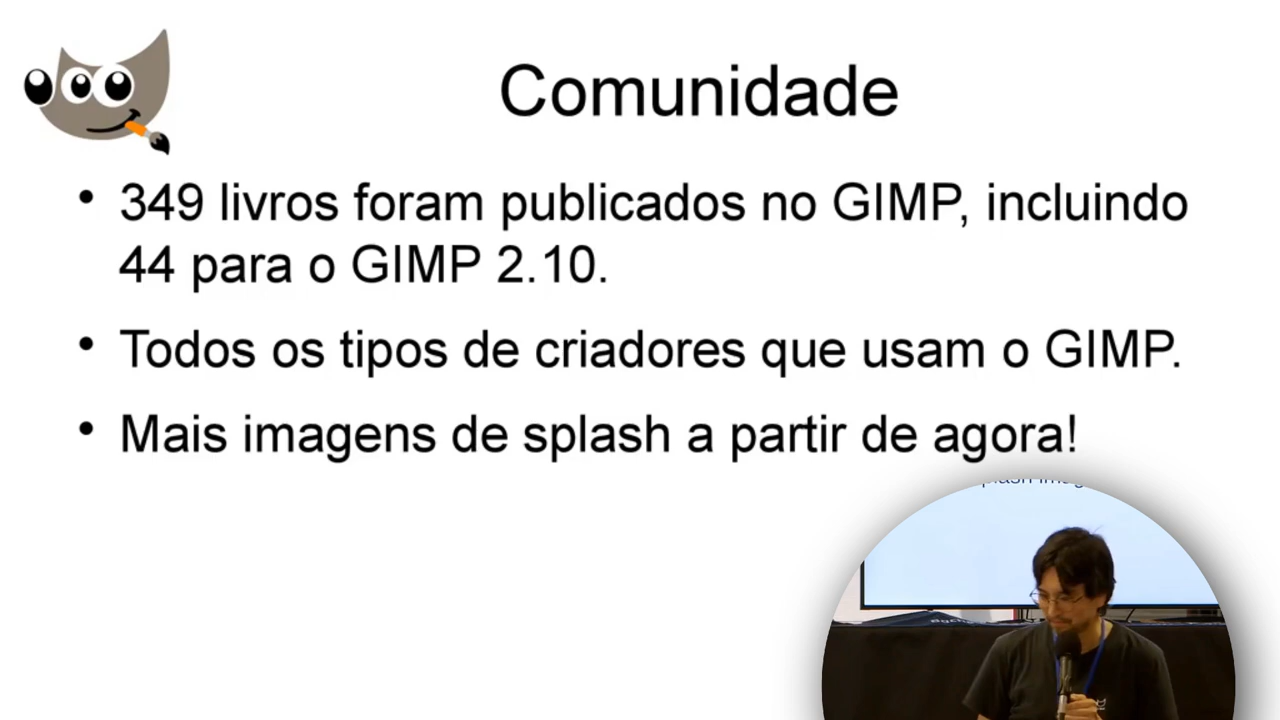 Comunidade
• 349 livros foram publicados no GIMP, incluindo
44 para o GIMP 2.10.
• Todos os tipos de criadores que usam o GIMP.
• Mais imagens de splash a partir de agora!